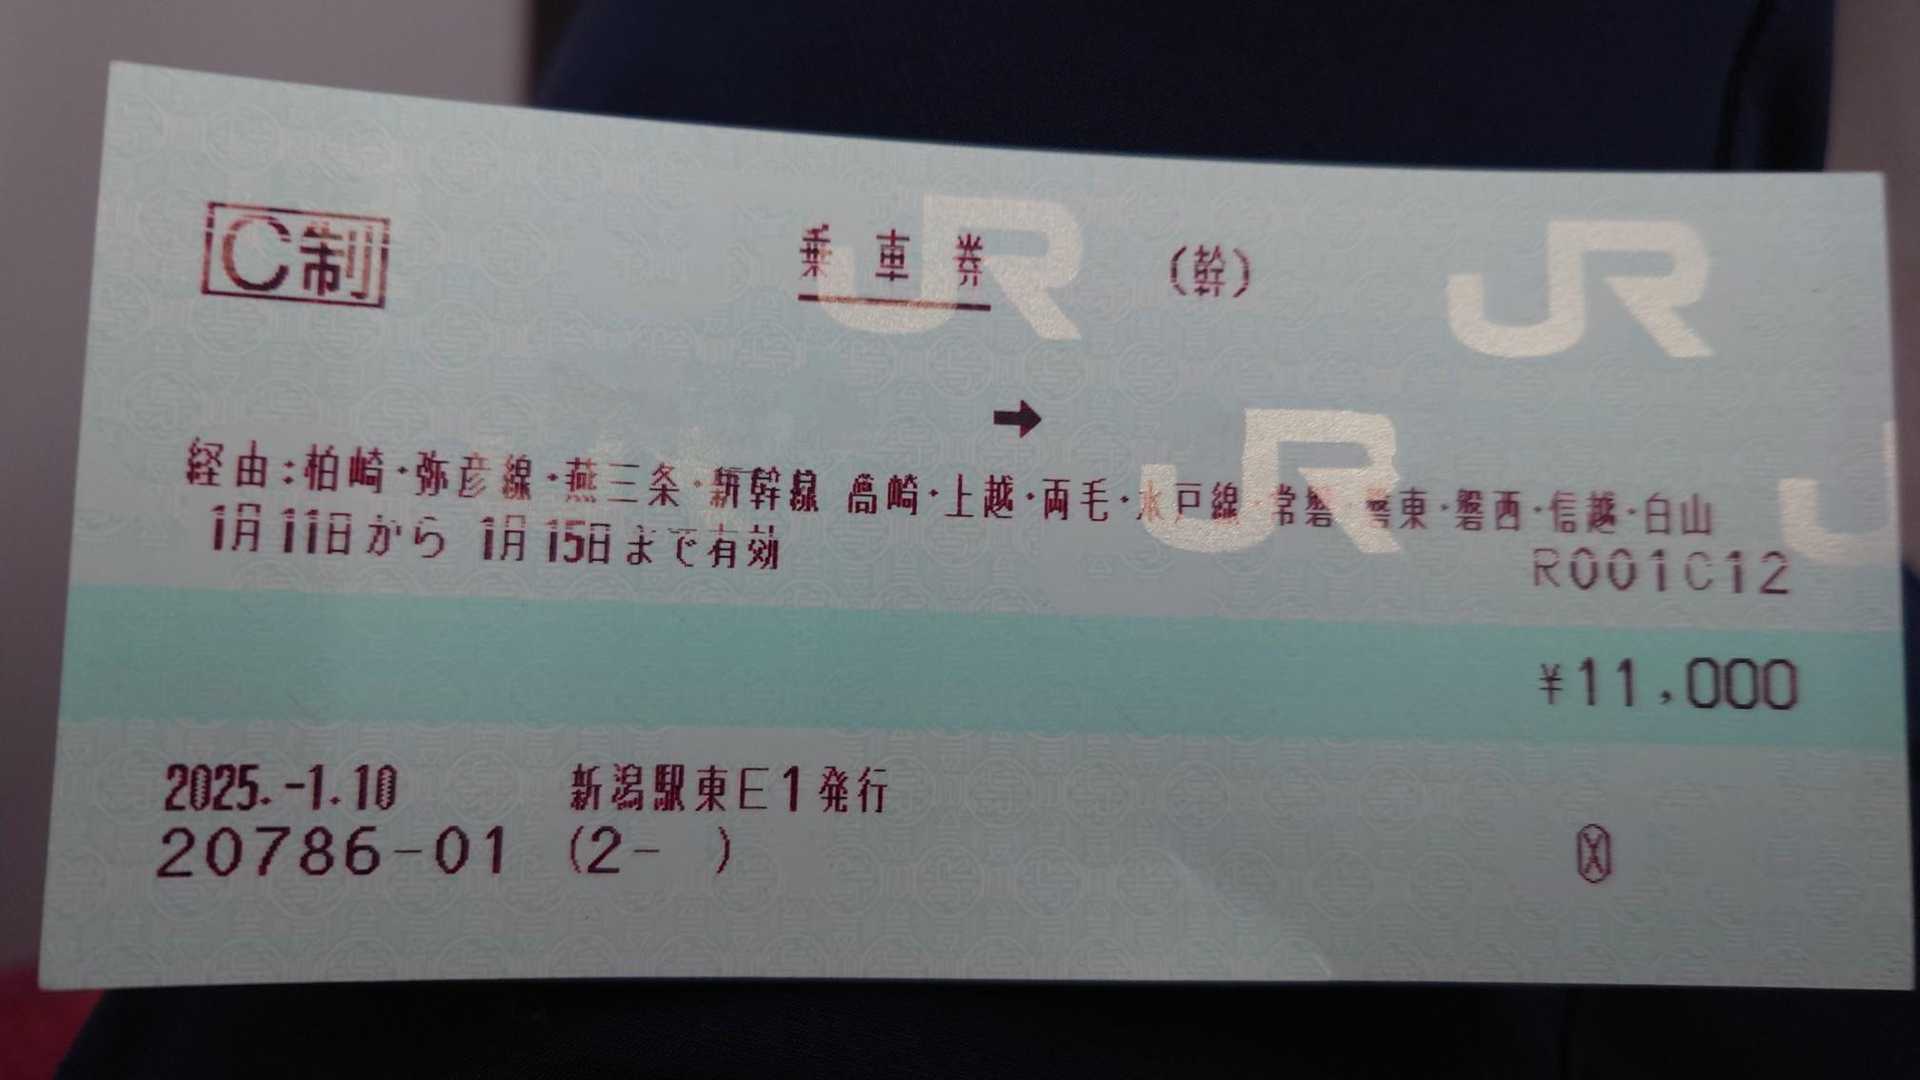 C制 乗車券 (幹)
→
経由:柏崎・弥彦線・燕三条・新幹線 高崎・上越・両毛・水戸線・常磐・磐東・磐西・信越・白山
1月11日から 1月15日まで有効
R001C12
¥11,000
2025.-1.10 新潟駅東E1発行
20786-01 (2- )
JR
JR
JR